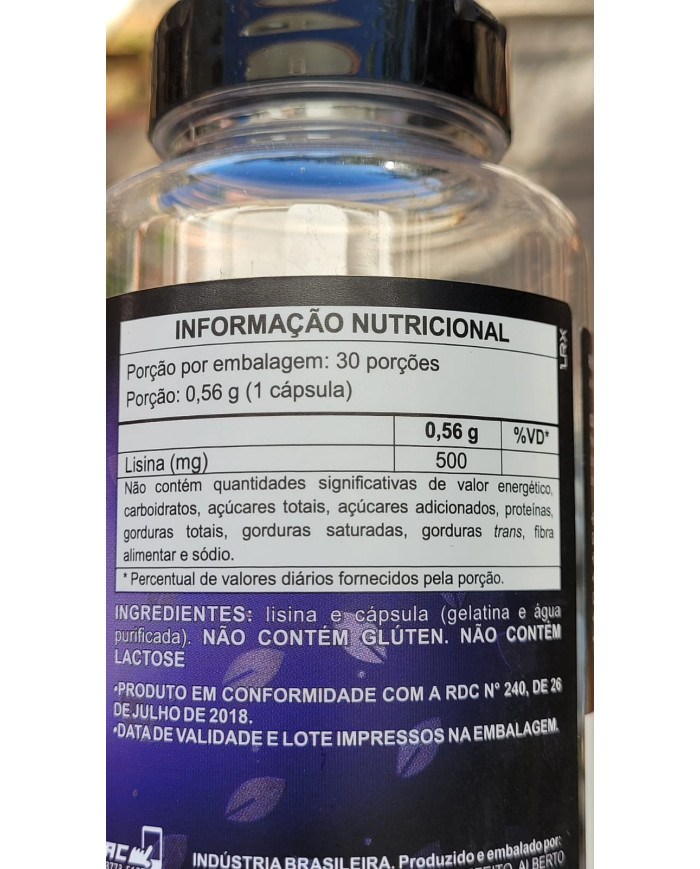 INFORMAÇÃO NUTRICIONAL
Porção por embalagem: 30 porções
Porção: 0,56 g (1 cápsula)
0,56 g %VD*
Lisina (mg) 500
Não contém quantidades significativas de valor energético,
carboidratos, açúcares totais, açúcares adicionados, proteínas,
gorduras totais, gorduras saturadas, gorduras trans, fibra
alimentar e sódio.
* Percentual de valores diários fornecidos pela porção.
INGREDIENTES: lisina e cápsula (gelatina e água
purificada). NÃO CONTÉM GLÚTEN. NÃO CONTÉM
LACTOSE
•PRODUTO EM CONFORMIDADE COM A RDC N° 240, DE 26
DE JULHO DE 2018.
•DATA DE VALIDADE E LOTE IMPRESSOS NA EMBALAGEM.
INDÚSTRIA BRASILEIRA. Produzido e embalado por:
ALBERTO
LRX